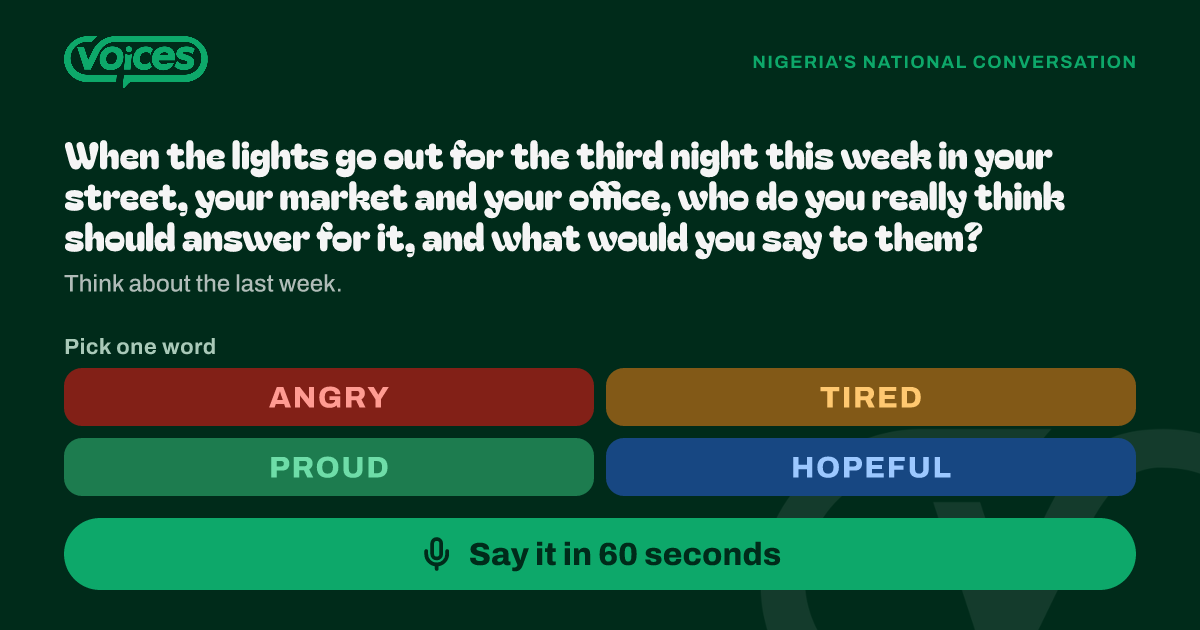 Voices
NIGERIA'S NATIONAL CONVERSATION
When the lights go out for the third night this week in your
street, your market and your office, who do you really think
should answer for it, and what would you say to them?
Think about the last week.
Pick one word
ANGRY
TIRED
PROUD
HOPEFUL
Say it in 60 seconds